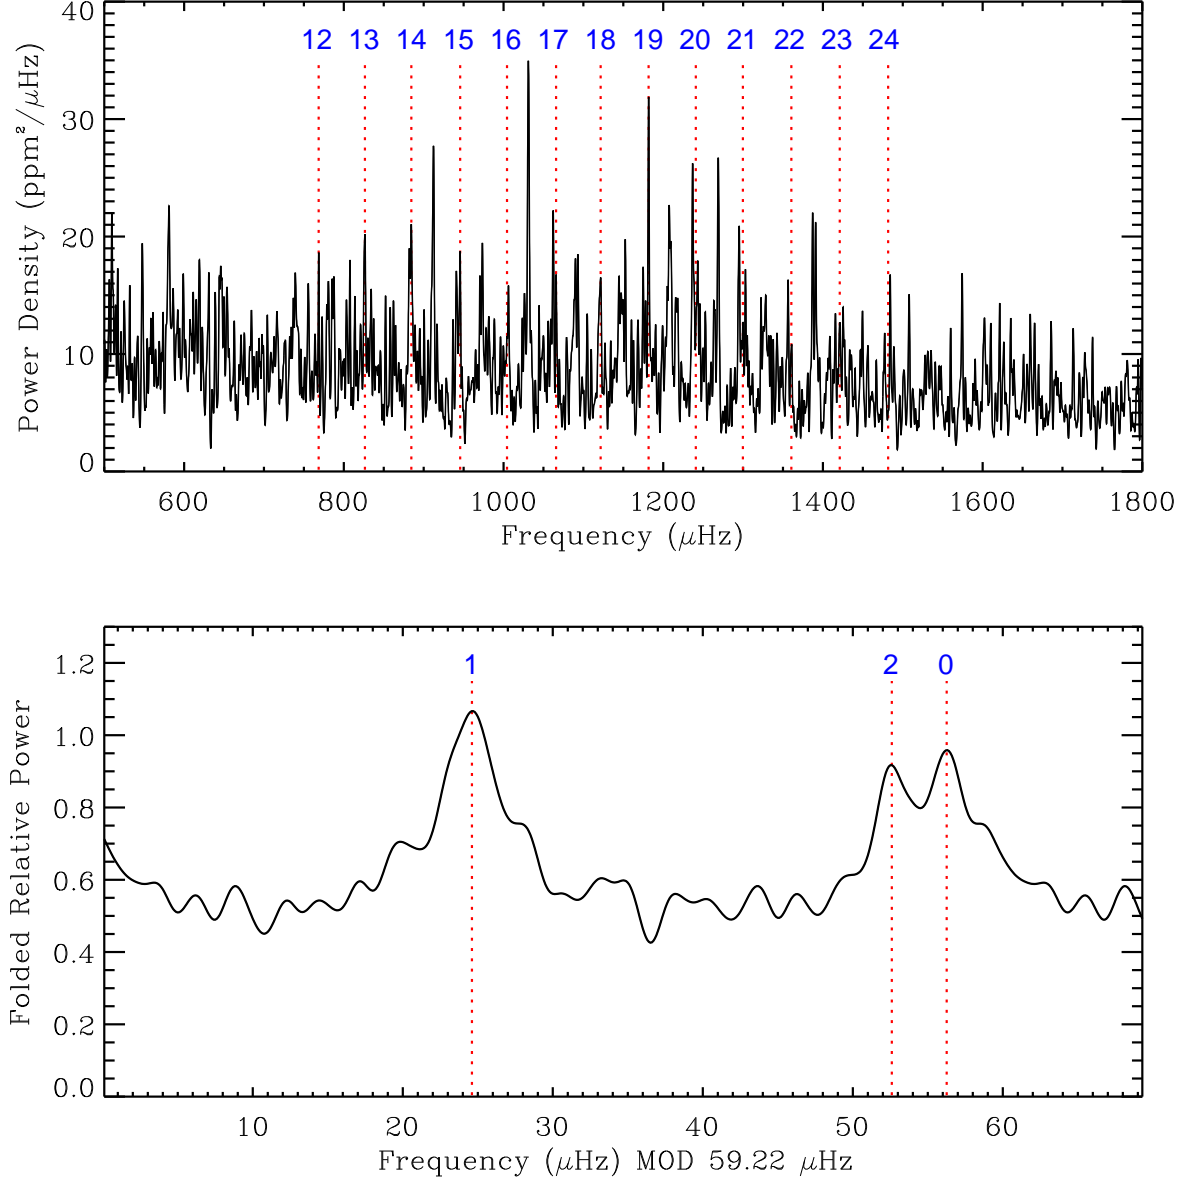 40
12 13 14 15 16 17 18 19 20 21 22 23 24
30
20
10
0
Power Density (ppm²/μHz)
600 800 1000 1200 1400 1600 1800
Frequency (μHz)
1 2 0
1.2
1.0
0.8
0.6
0.4
0.2
0.0
Folded Relative Power
10 20 30 40 50 60
Frequency (μHz) MOD 59.22 μHz